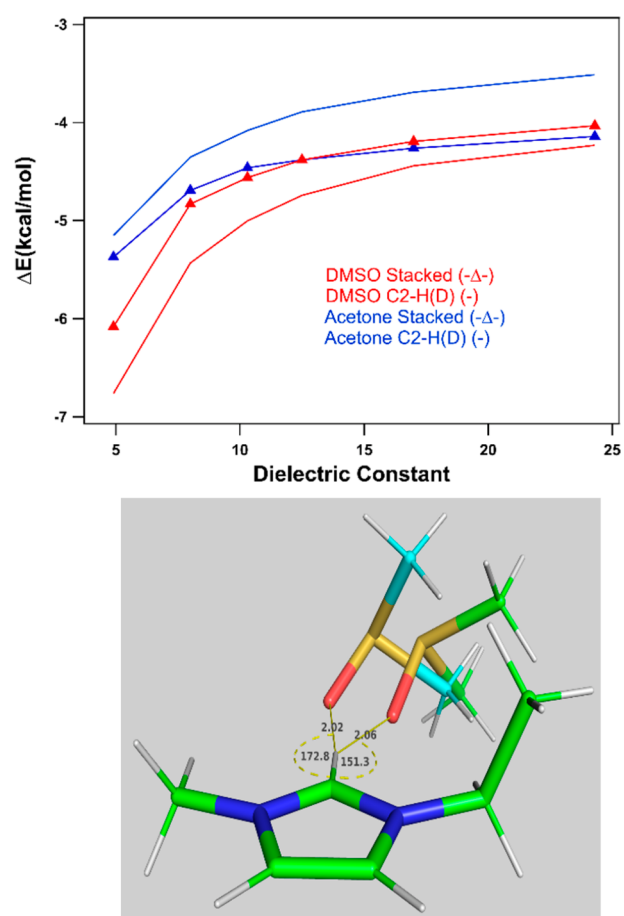 -3
-4
-5
-6
-7
ΔE(kcal/mol)
DMSO Stacked (-Δ-)
DMSO C2-H(D) (-)
Acetone Stacked (-Δ-)
Acetone C2-H(D) (-)
5 10 15 20 25
Dielectric Constant
2.02 2.06
172.8 151.3